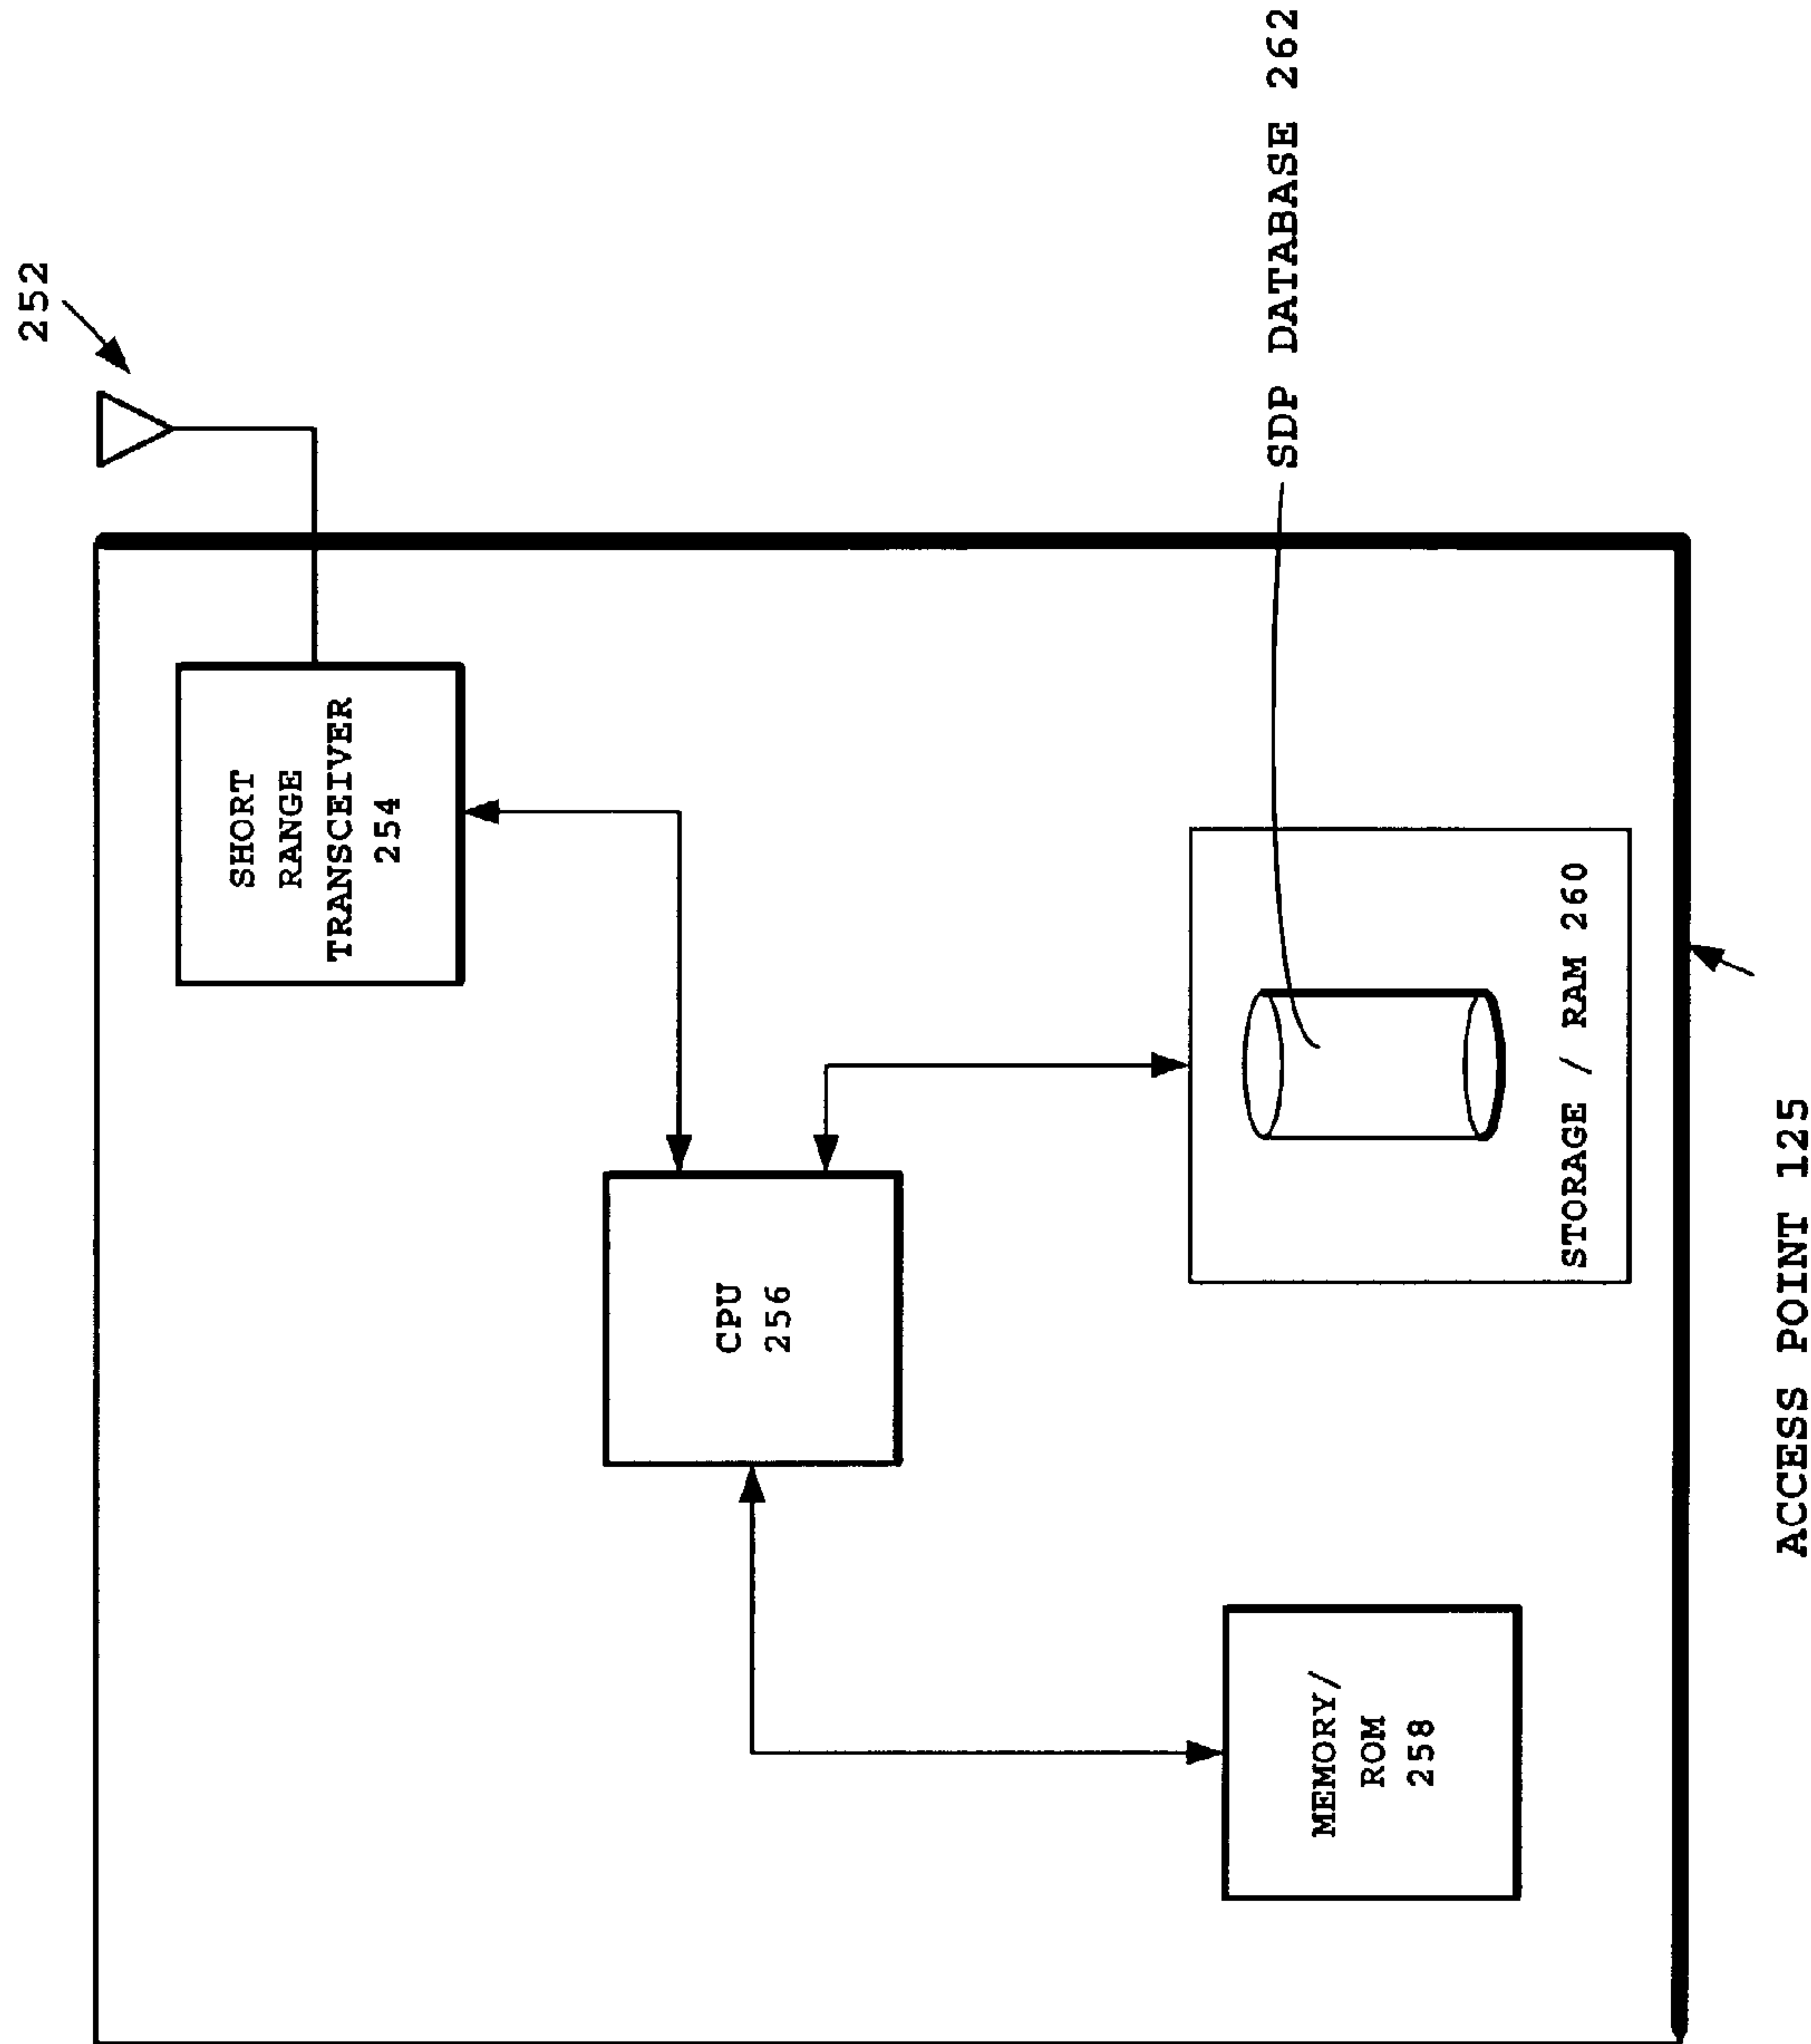 252
SHORT
RANGE
TRANSCEIVER
254
CPU
256
SDP DATABASE 262
MEMORY/
ROM
258
STORAGE / RAM 260
ACCESS POINT 125